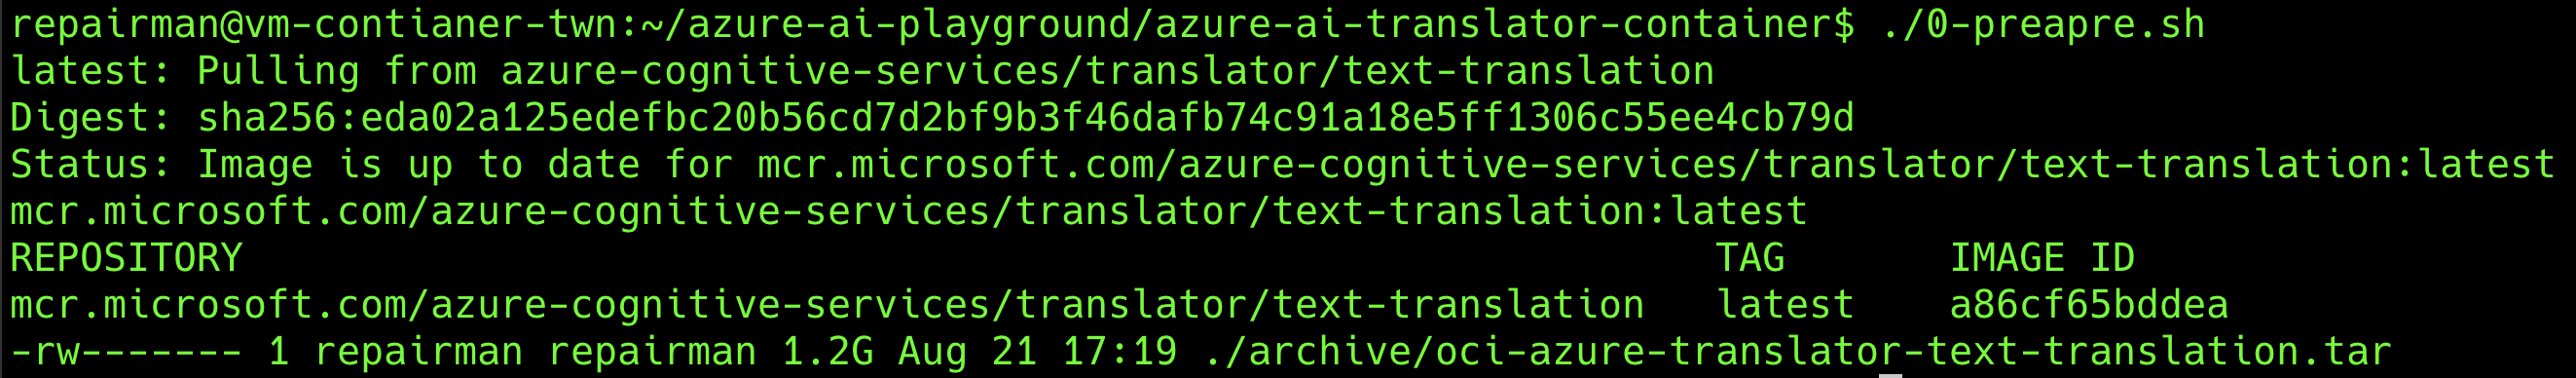 repairman@vm-contianer-twn:~/azure-ai-playground/azure-ai-translator-container$ ./0-preapre.sh
latest: Pulling from azure-cognitive-services/translator/text-translation
Digest: sha256:eda02a125edefbc20b56cd7d2bf9b3f46dafb74c91a18e5ff1306c55ee4cb79d
Status: Image is up to date for mcr.microsoft.com/azure-cognitive-services/translator/text-translation:latest
mcr.microsoft.com/azure-cognitive-services/translator/text-translation:latest
REPOSITORY TAG IMAGE ID
mcr.microsoft.com/azure-cognitive-services/translator/text-translation latest a86cf65bddea
-rw------- 1 repairman repairman 1.2G Aug 21 17:19 ./archive/oci-azure-translator-text-translation.tar